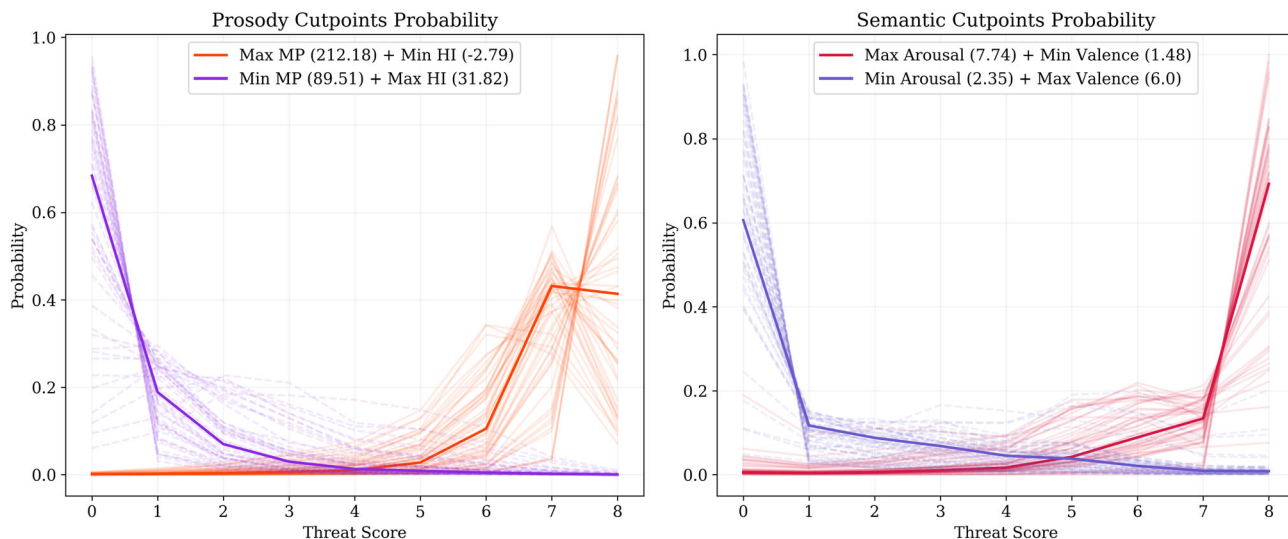 Prosody Cutpoints Probability
Max MP (212.18) + Min HI (-2.79)
Min MP (89.51) + Max HI (31.82)
Probability
1.0
0.8
0.6
0.4
0.2
0.0
0 1 2 3 4 5 6 7 8
Threat Score
Semantic Cutpoints Probability
Max Arousal (7.74) + Min Valence (1.48)
Min Arousal (2.35) + Max Valence (6.0)
Probability
1.0
0.8
0.6
0.4
0.2
0.0
0 1 2 3 4 5 6 7 8
Threat Score